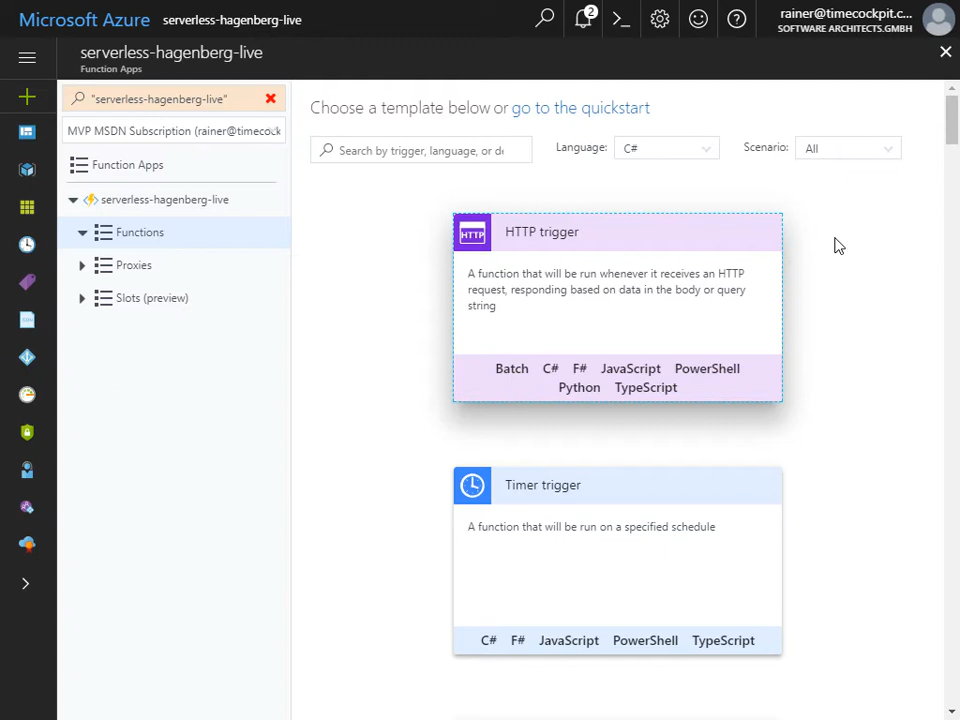 Microsoft Azure serverless-hagenberg-live
2
rainer@timecockpit.c...
SOFTWARE ARCHITECTS.GMBH
serverless-hagenberg-live
Function Apps
"serverless-hagenberg-live"
MVP MSDN Subscription (rainer@timecock
Function Apps
serverless-hagenberg-live
Functions
Proxies
Slots (preview)
Choose a template below or go to the quickstart
Search by trigger, language, or de
Language: C#
Scenario: All
HTTP
HTTP trigger
A function that will be run whenever it receives an HTTP
request, responding based on data in the body or query
string
Batch C# F# JavaScript PowerShell
Python TypeScript
Timer trigger
A function that will be run on a specified schedule
C# F# JavaScript PowerShell TypeScript